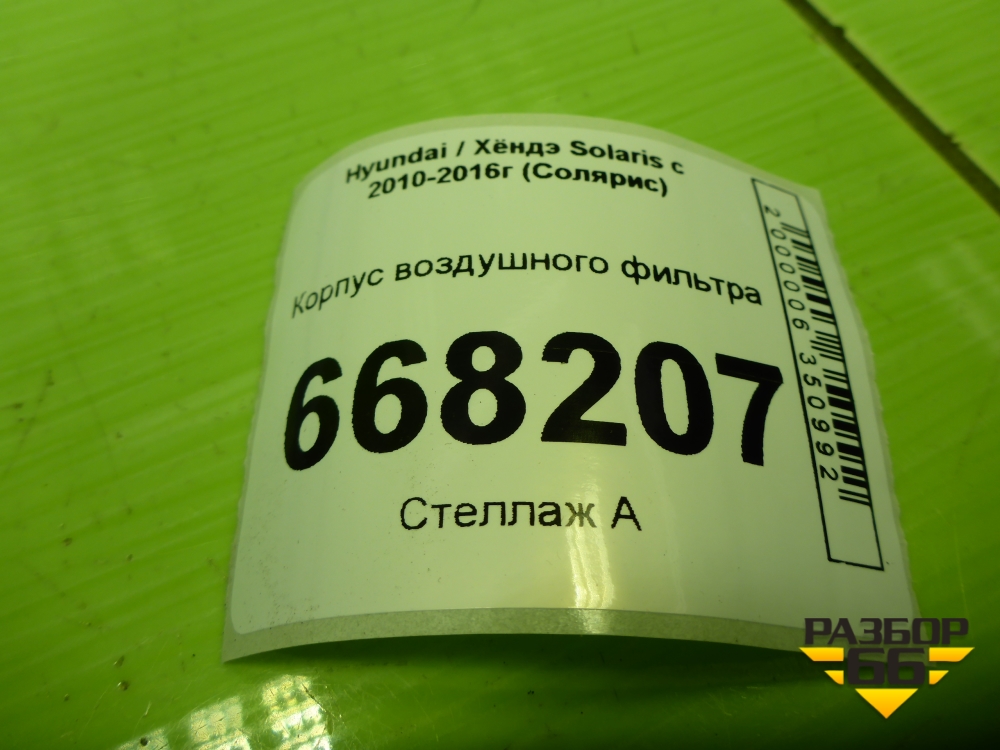 Hyundai / Хёндэ Solaris с
2010-2016г (Солярис)
Корпус воздушного фильтра
668207
Стеллаж А
2000006350992
РАЗБОР
66